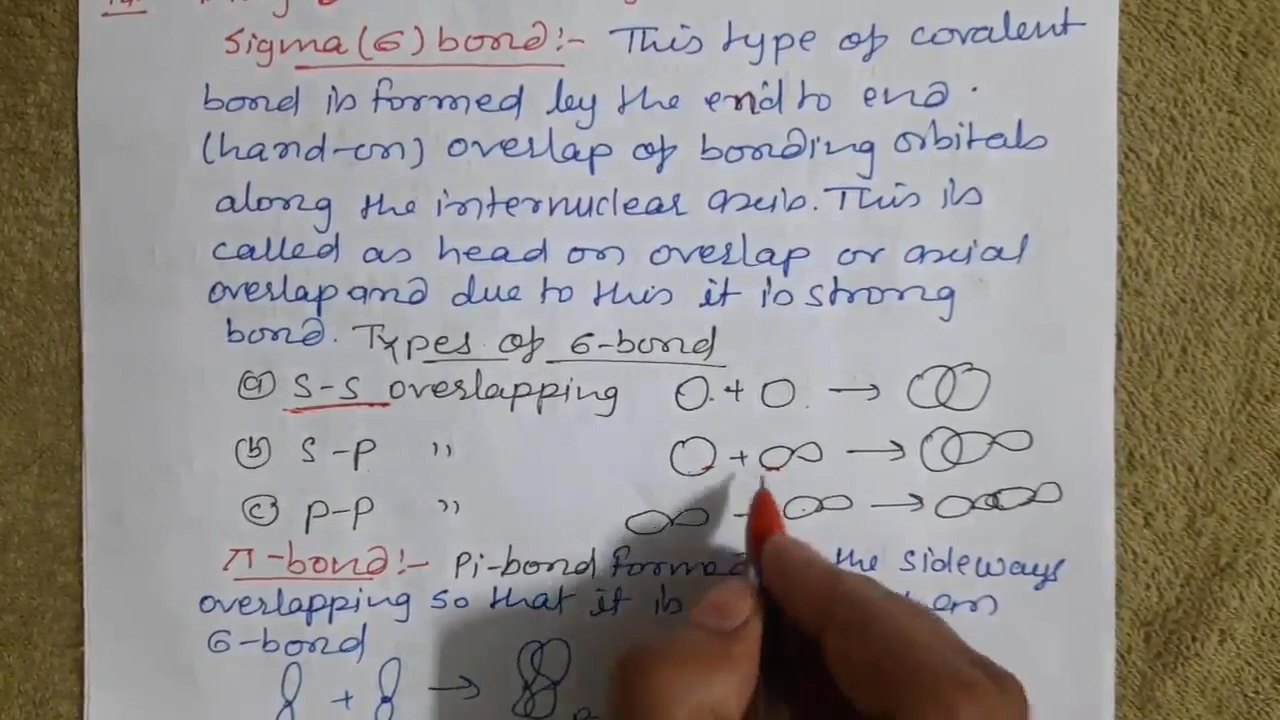 Sigma (σ) bond:- This type of covalent
bond is formed by the end to end.
(hand-on) overlap of bonding orbitals
along the internuclear axis. This is
called as head on overlap or axial
overlap and due to this it is strong
bond. Types of σ-bond
(a) S-S overlapping O + O → 
(b) S-P " +  →
(c) P-P " →
π-bond:- Pi-bond formed the sideways
overlapping so that it is
σ-bond
+ →